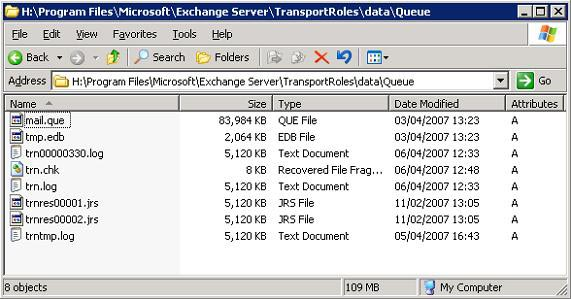 H:\Program Files\Microsoft\Exchange Server\TransportRoles\data\Queue
File Edit View Favorites Tools Help
Back Search Folders
Address H:\Program Files\Microsoft\Exchange Server\TransportRoles\data\Queue Go
Name Size Type Date Modified Attributes
mail.que 83,984 KB QUE File 03/04/2007 13:23 A
tmp.edb 2,064 KB EDB File 03/04/2007 13:23 A
trn00000330.log 5,120 KB Text Document 06/04/2007 12:33 A
trn.chk 8 KB Recovered File Frag... 06/04/2007 12:48 A
trn.log 5,120 KB Text Document 06/04/2007 12:33 A
trnres00001.jrs 5,120 KB JRS File 11/02/2007 13:05 A
trnres00002.jrs 5,120 KB JRS File 11/02/2007 13:05 A
trntmp.log 5,120 KB Text Document 05/04/2007 16:43 A
8 objects 109 MB My Computer